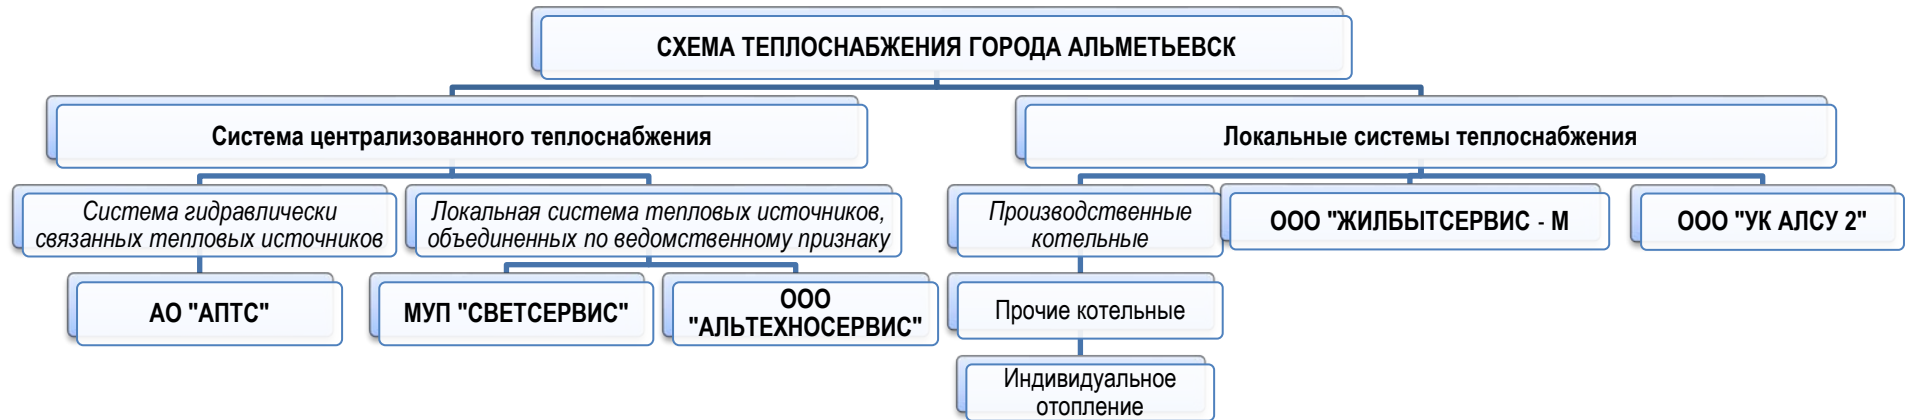 СХЕМА ТЕПЛОСНАБЖЕНИЯ ГОРОДА АЛЬМЕТЬЕВСК
Система централизованного теплоснабжения
Локальные системы теплоснабжения
Система гидравлически
связанных тепловых источников
Локальная система тепловых источников,
объединенных по ведомственному признаку
Производственные
котельные
ООО "ЖИЛБЫТСЕРВИС - М
ООО "УК АЛСУ 2"
АО "АПТС"
МУП "СВЕТСЕРВИС"
ООО
"АЛЬТЕХНОСЕРВИС"
Прочие котельные
Индивидуальное
отопление